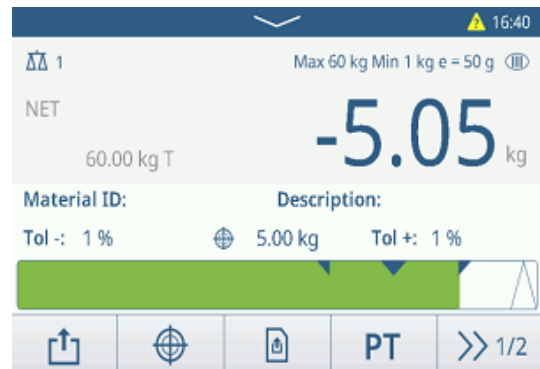 16:40
1 Max 60 kg Min 1 kg e = 50 g III
NET
-5.05 kg
60.00 kg T
Material ID: Description:
Tol -: 1 % 5.00 kg Tol +: 1 %
PT 1/2